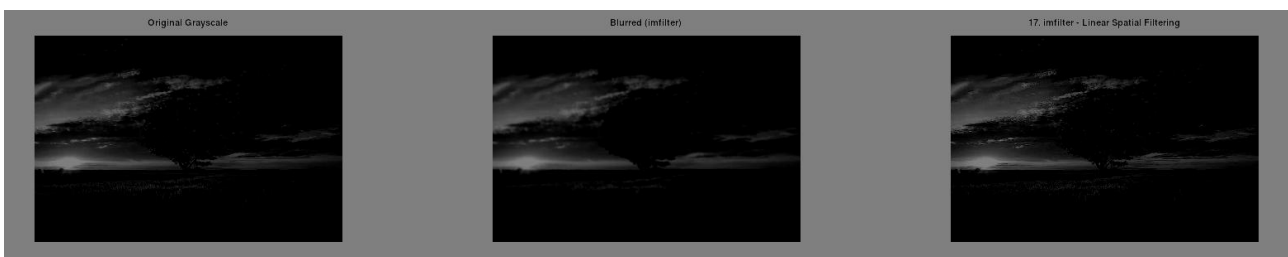 Original Grayscale
Blurred (imfilter)
17. imfilter - Linear Spatial Filtering